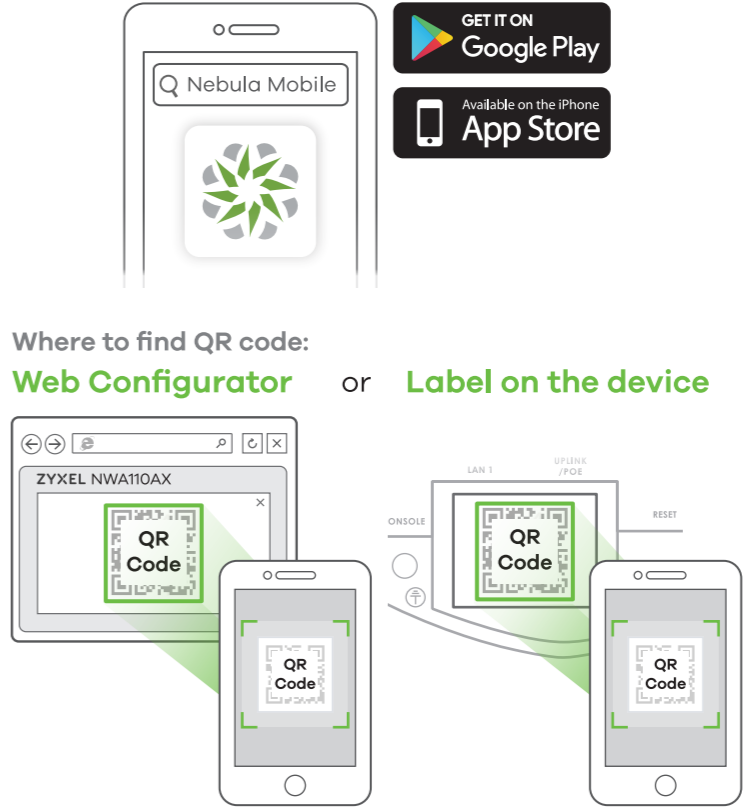 Nebula Mobile
GET IT ON
Google Play
Available on the iPhone
App Store
Where to find QR code:
Web Configurator or Label on the device
ZYXEL NWA110AX
QR
Code
QR
Code
LAN 1
UPLINK
/POE
ONSOLE
RESET
QR
Code
QR
Code